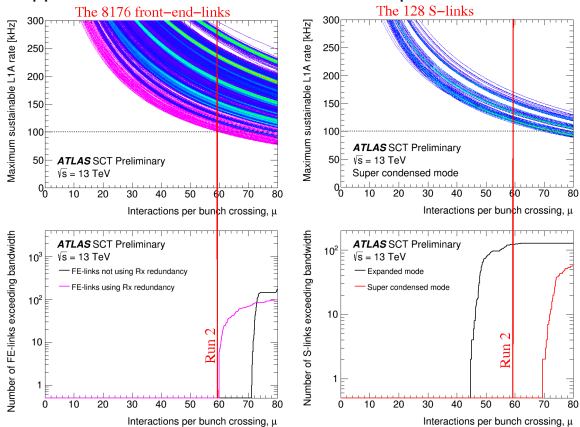 The 8176 front-end-links
The 128 S-links
Maximum sustainable L1A rate [kHz]
300
250
200
150
100
50
0
ATLAS SCT Preliminary
√s = 13 TeV
0 10 20 30 40 50 60 70 80
Interactions per bunch crossing, μ
Maximum sustainable L1A rate [kHz]
300
250
200
150
100
50
0
ATLAS SCT Preliminary
√s = 13 TeV
Super condensed mode
0 10 20 30 40 50 60 70 80
Interactions per bunch crossing, μ
Number of FE-links exceeding bandwidth
10³
10²
10
1
ATLAS SCT Preliminary
√s = 13 TeV
FE-links not using Rx redundancy
FE-links using Rx redundancy
Run 2
0 10 20 30 40 50 60 70 80
Interactions per bunch crossing, μ
Number of S-links exceeding bandwidth
10²
10
1
ATLAS SCT Preliminary
√s = 13 TeV
Expanded mode
Super condensed mode
Run 2
0 10 20 30 40 50 60 70 80
Interactions per bunch crossing, μ